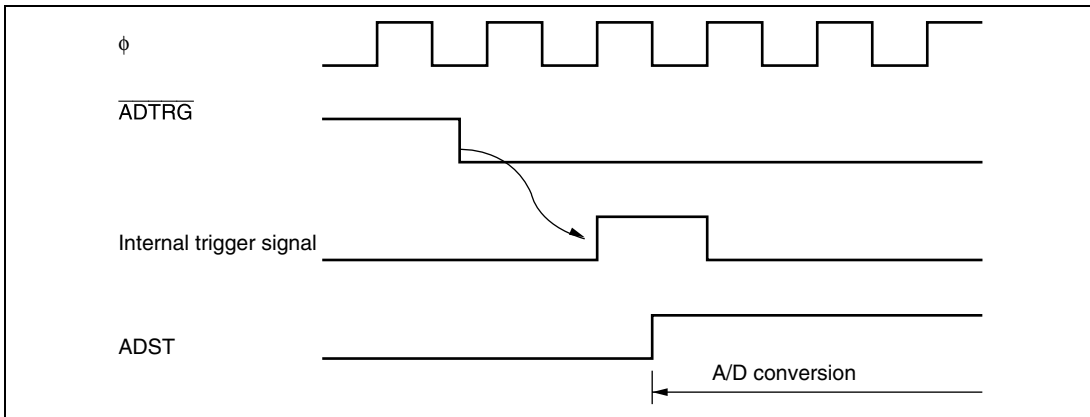 ϕ
ADTRG
Internal trigger signal
ADST
A/D conversion